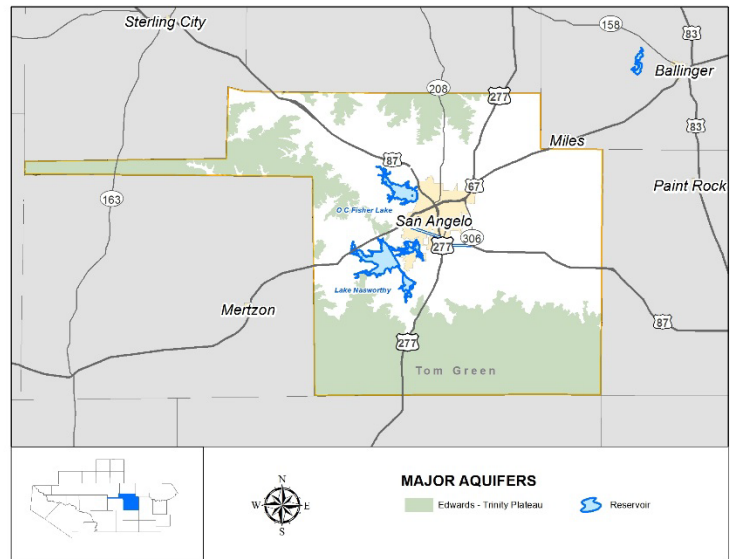 Sterling City
158
83
Ballinger
208
277
87
Miles
83
67
163
Paint Rock
O C Fisher Lake
San Angelo
306
277
Lake Nasworthy
Mertzon
87
277
Tom Green
N
W
E
S
MAJOR AQUIFERS
Edwards - Trinity Plateau
Reservoir